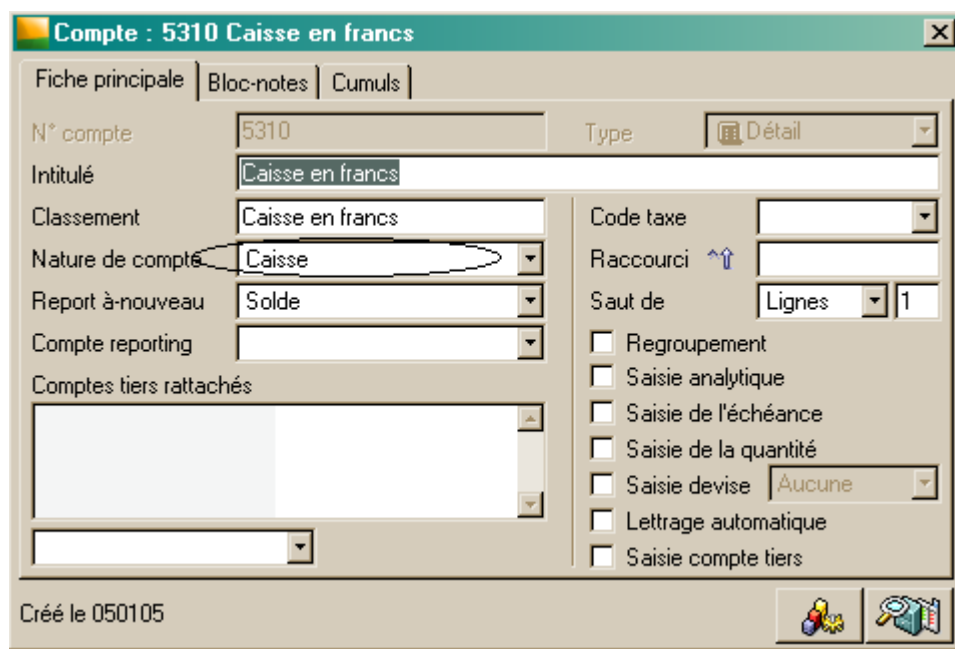 Compte : 5310 Caisse en francs
Fiche principale Bloc-notes Cumuls
N° compte 5310 Type Détail
Intitulé Caisse en francs
Classement Caisse en francs Code taxe
Nature de compte Caisse Raccourci
Report à-nouveau Solde Saut de Lignes 1
Compte reporting Regroupement
Comptes tiers rattachés Saisie analytique
Saisie de l'échéance
Saisie de la quantité
Saisie devise Aucune
Lettrage automatique
Saisie compte tiers
Créé le 050105